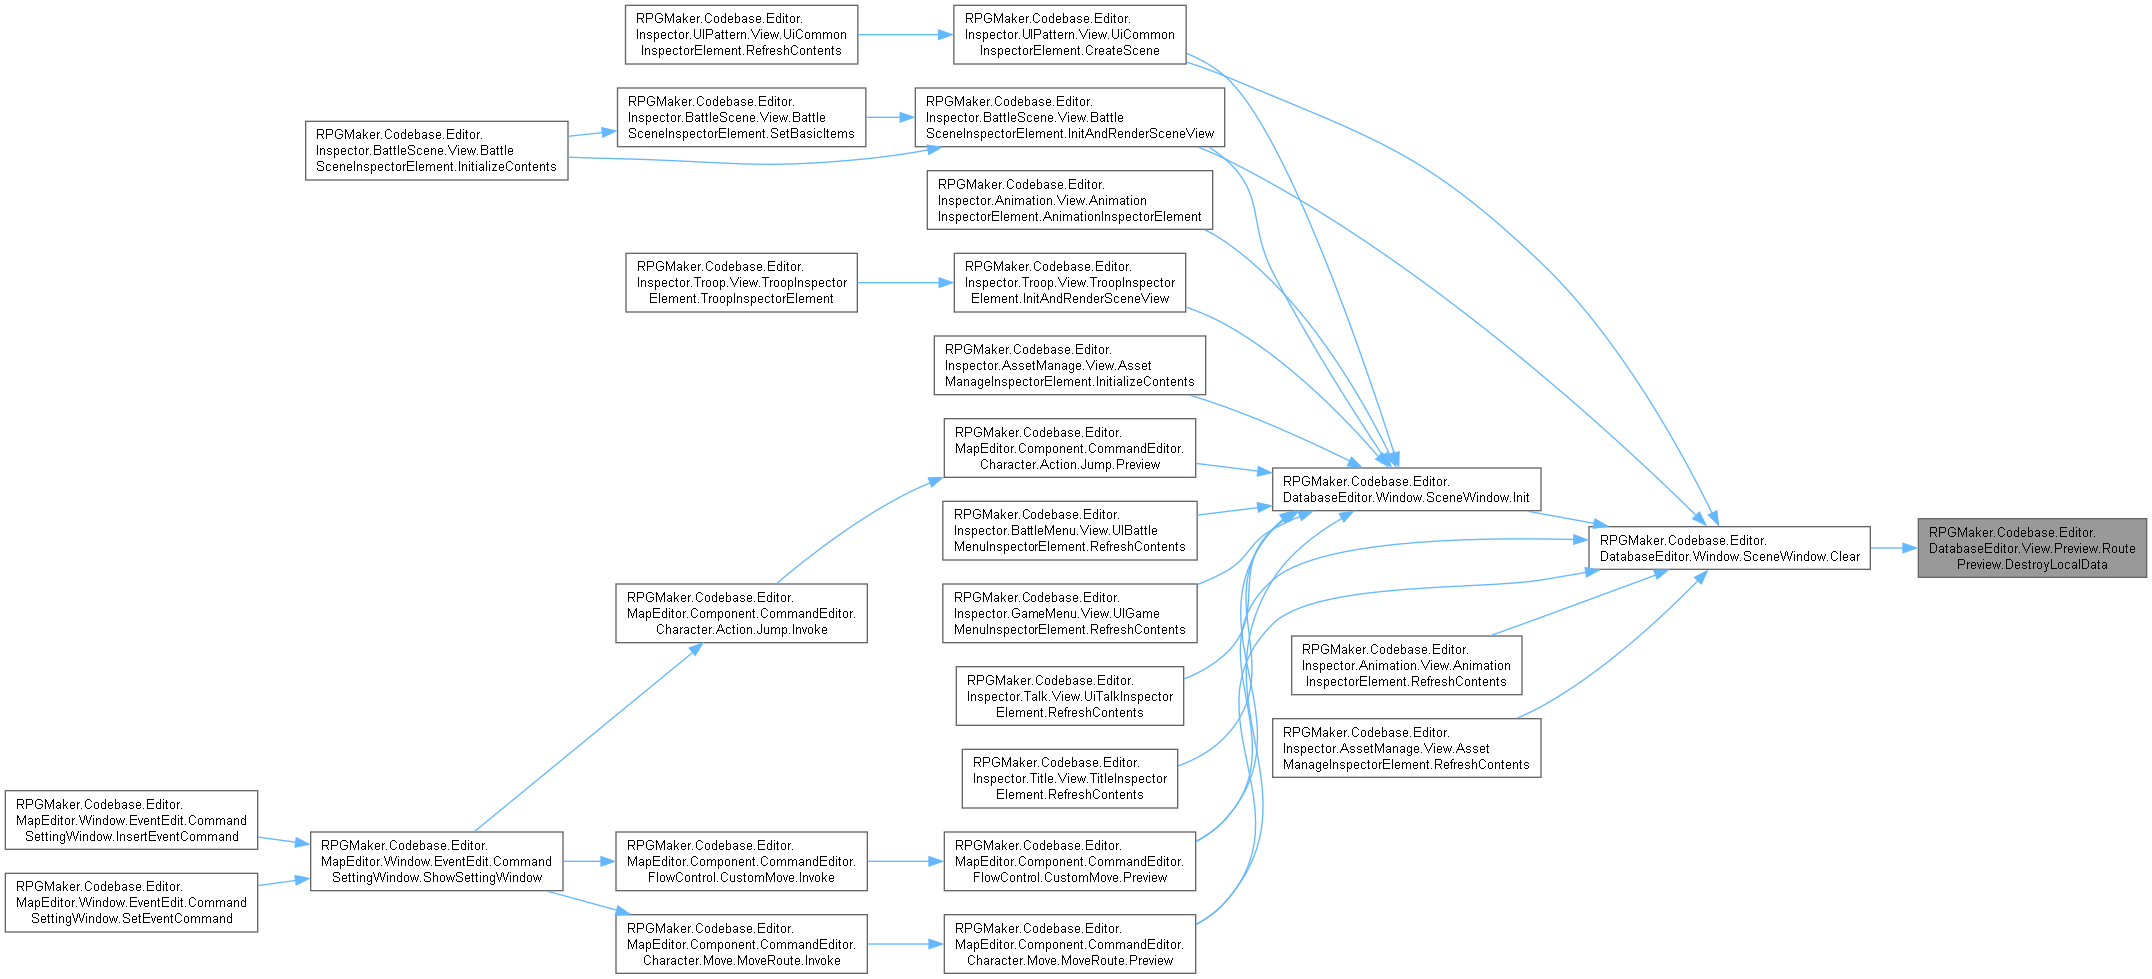 RPGMaker.Codebase.Editor.
Inspector.UIPattern.View.UiCommon
InspectorElement.RefreshContents
RPGMaker.Codebase.Editor.
Inspector.UIPattern.View.UiCommon
InspectorElement.CreateScene
RPGMaker.Codebase.Editor.
Inspector.BattleScene.View.Battle
SceneInspectorElement.SetBasicItems
RPGMaker.Codebase.Editor.
Inspector.BattleScene.View.Battle
SceneInspectorElement.InitAndRenderSceneView
RPGMaker.Codebase.Editor.
Inspector.BattleScene.View.Battle
SceneInspectorElement.InitializeContents
RPGMaker.Codebase.Editor.
Inspector.Animation.View.Animation
InspectorElement.AnimationInspectorElement
RPGMaker.Codebase.Editor.
Inspector.Troop.View.TroopInspector
Element.TroopInspectorElement
RPGMaker.Codebase.Editor.
Inspector.Troop.View.TroopInspector
Element.InitAndRenderSceneView
RPGMaker.Codebase.Editor.
Inspector.AssetManage.View.Asset
ManageInspectorElement.InitializeContents
RPGMaker.Codebase.Editor.
MapEditor.Component.CommandEditor.
Character.Action.Jump.Preview
RPGMaker.Codebase.Editor.
DatabaseEditor.Window.SceneWindow.Init
RPGMaker.Codebase.Editor.
Inspector.BattleMenu.View.UIBattle
MenuInspectorElement.RefreshContents
RPGMaker.Codebase.Editor.
DatabaseEditor.Window.SceneWindow.Clear
RPGMaker.Codebase.Editor.
DatabaseEditor.View.Preview.Route
Preview.DestroyLocalData
RPGMaker.Codebase.Editor.
MapEditor.Component.CommandEditor.
Character.Action.Jump.Invoke
RPGMaker.Codebase.Editor.
Inspector.GameMenu.View.UIGame
MenuInspectorElement.RefreshContents
RPGMaker.Codebase.Editor.
Inspector.Animation.View.Animation
InspectorElement.RefreshContents
RPGMaker.Codebase.Editor.
Inspector.Talk.View.UiTalkInspector
Element.RefreshContents
RPGMaker.Codebase.Editor.
Inspector.AssetManage.View.Asset
ManageInspectorElement.RefreshContents
RPGMaker.Codebase.Editor.
Inspector.Title.View.TitleInspector
Element.RefreshContents
RPGMaker.Codebase.Editor.
MapEditor.Window.EventEdit.Command
SettingWindow.InsertEventCommand
RPGMaker.Codebase.Editor.
MapEditor.Window.EventEdit.Command
SettingWindow.ShowSettingWindow
RPGMaker.Codebase.Editor.
MapEditor.Component.CommandEditor.
FlowControl.CustomMove.Invoke
RPGMaker.Codebase.Editor.
MapEditor.Component.CommandEditor.
FlowControl.CustomMove.Preview
RPGMaker.Codebase.Editor.
MapEditor.Window.EventEdit.Command
SettingWindow.SetEventCommand
RPGMaker.Codebase.Editor.
MapEditor.Component.CommandEditor.
Character.Move.MoveRoute.Invoke
RPGMaker.Codebase.Editor.
MapEditor.Component.CommandEditor.
Character.Move.MoveRoute.Preview